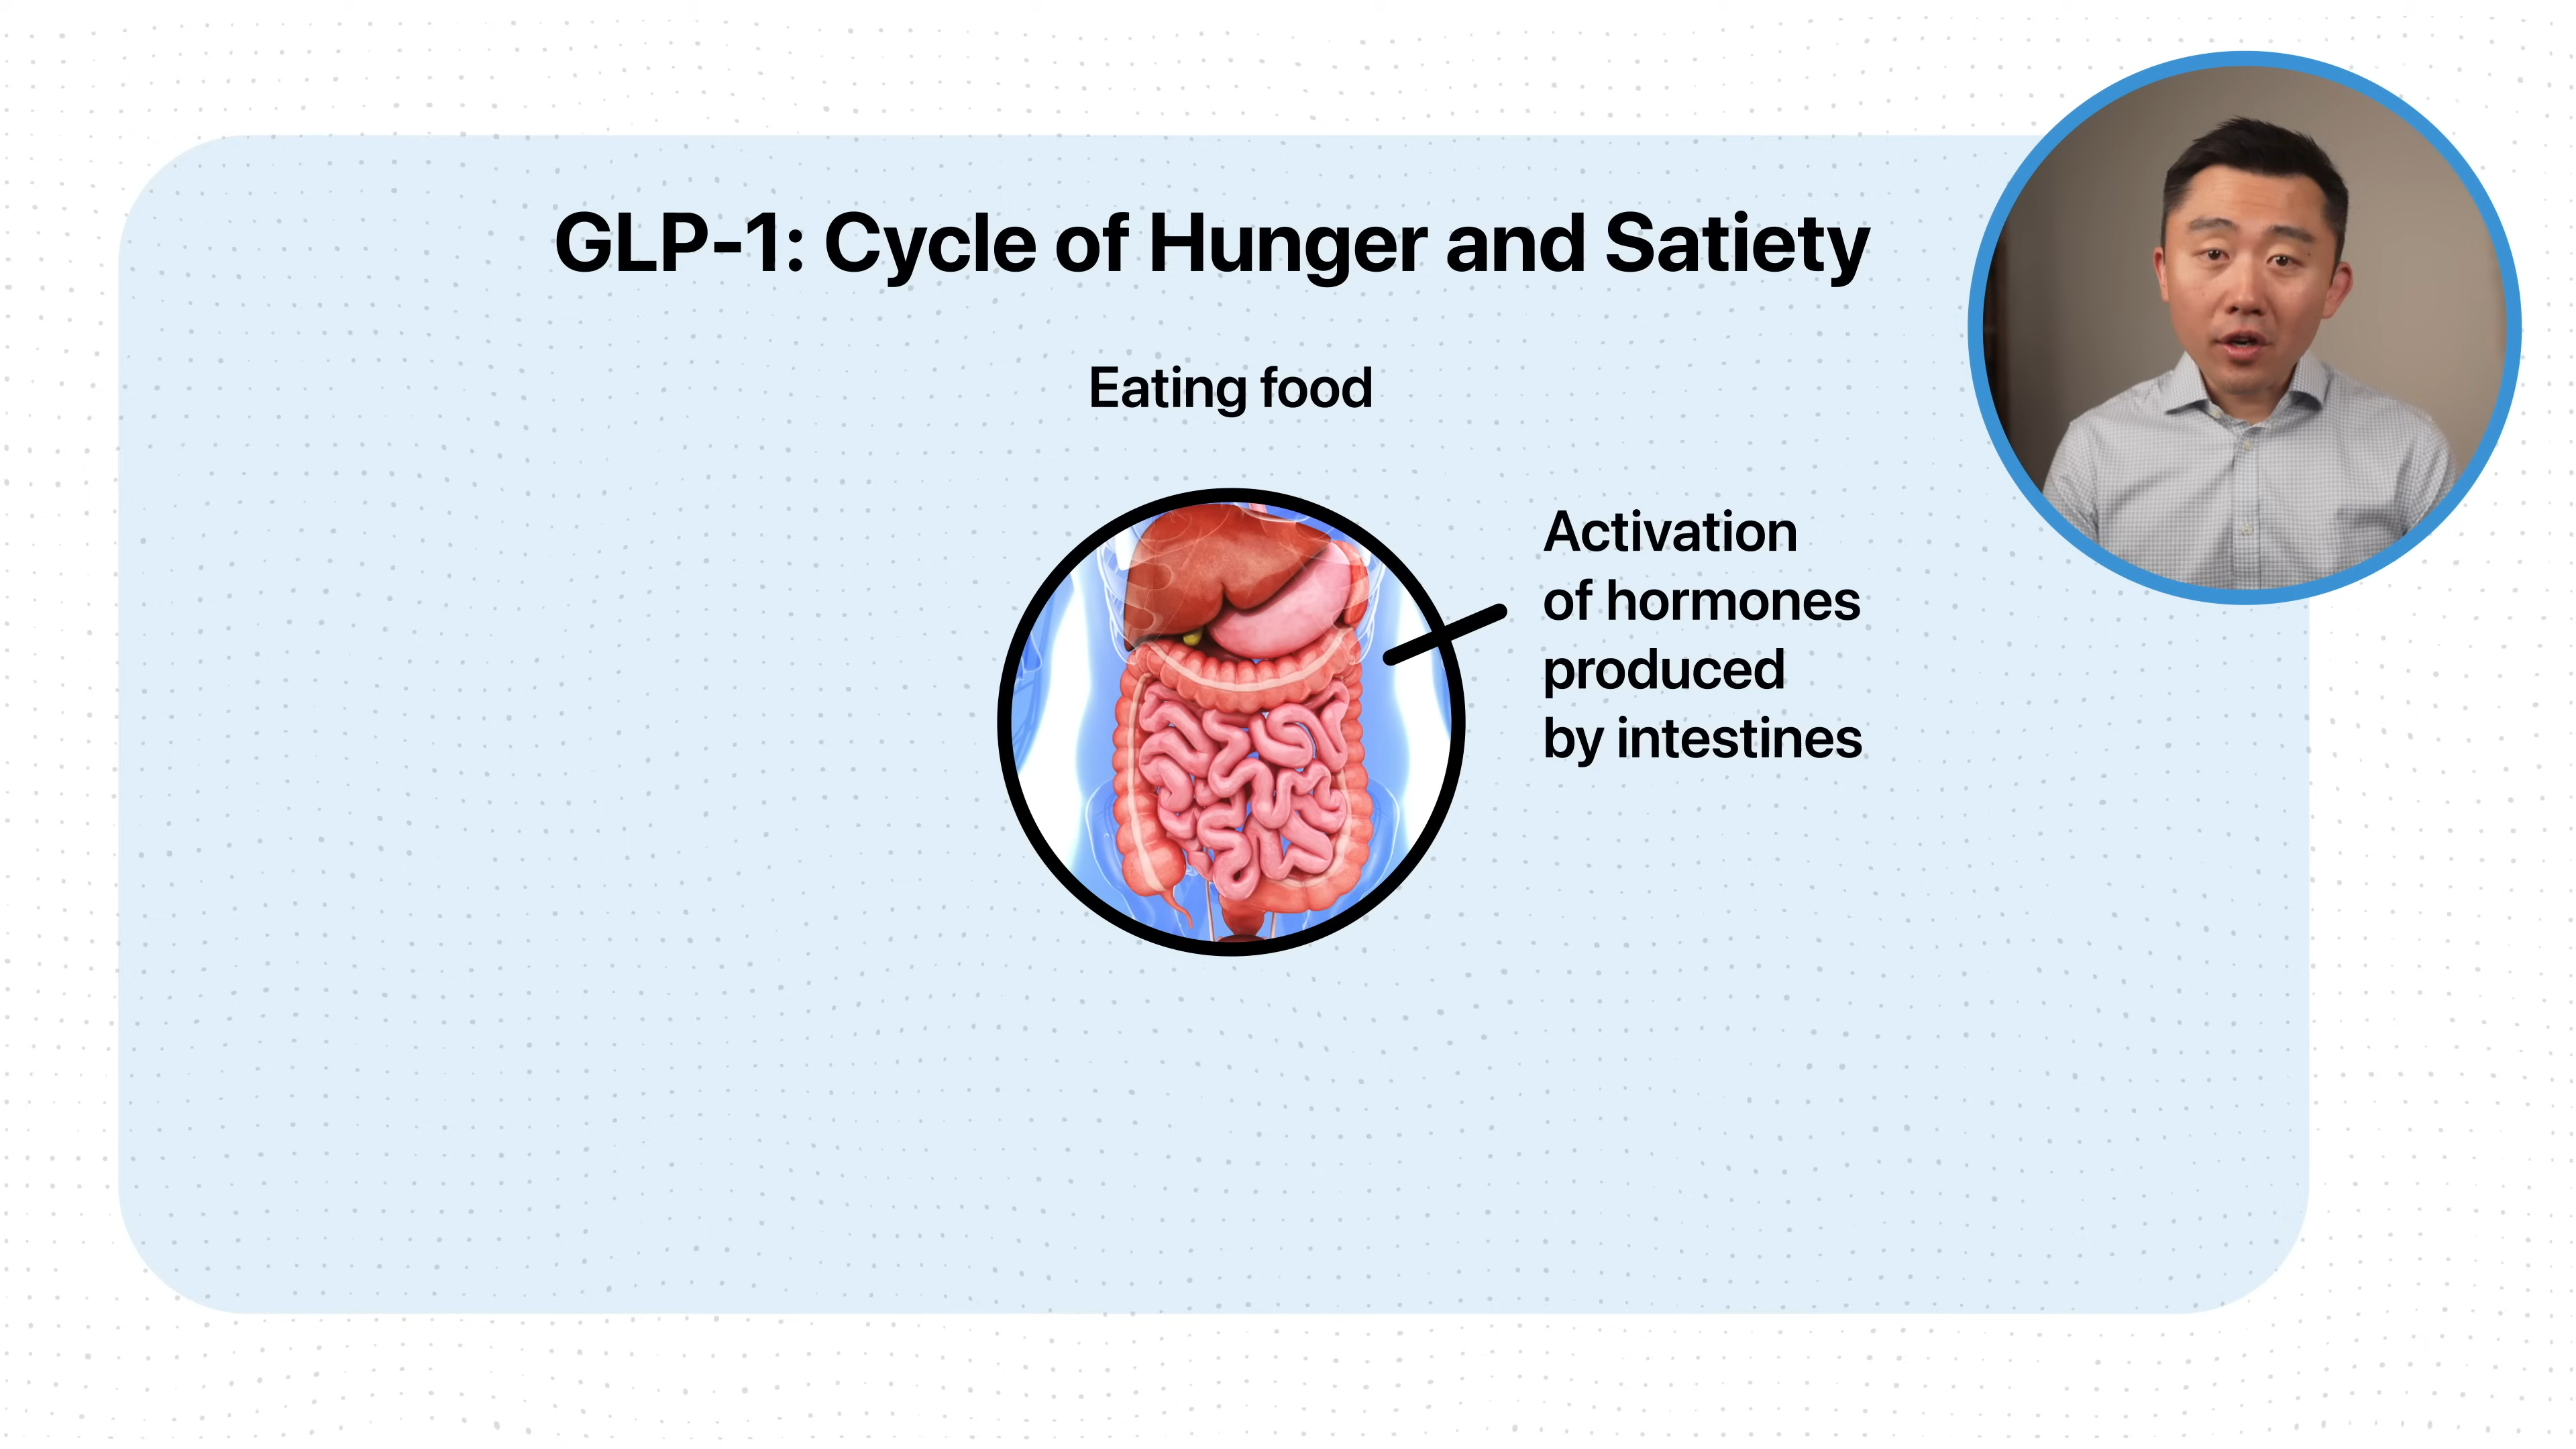 GLP-1: Cycle of Hunger and Satiety
Eating food
Activation
of hormones
produced
by intestines